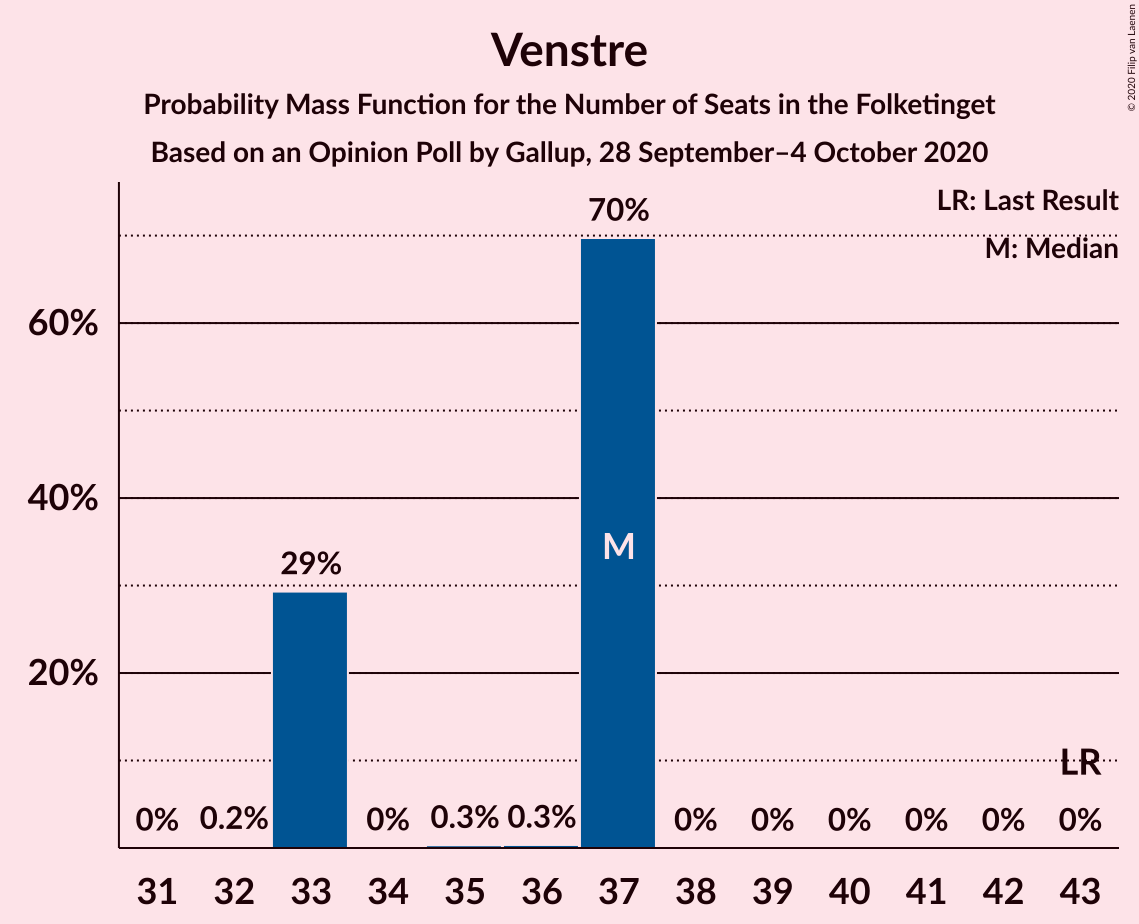 Venstre
Probability Mass Function for the Number of Seats in the Folketinget
Based on an Opinion Poll by Gallup, 28 September–4 October 2020
© 2020 Filip van Laenen
LR: Last Result
M: Median
70%
60%
40%
M
29%
20%
LR
0% 0.2% 0% 0.3% 0.3% 0% 0% 0% 0% 0% 0%
31 32 33 34 35 36 37 38 39 40 41 42 43